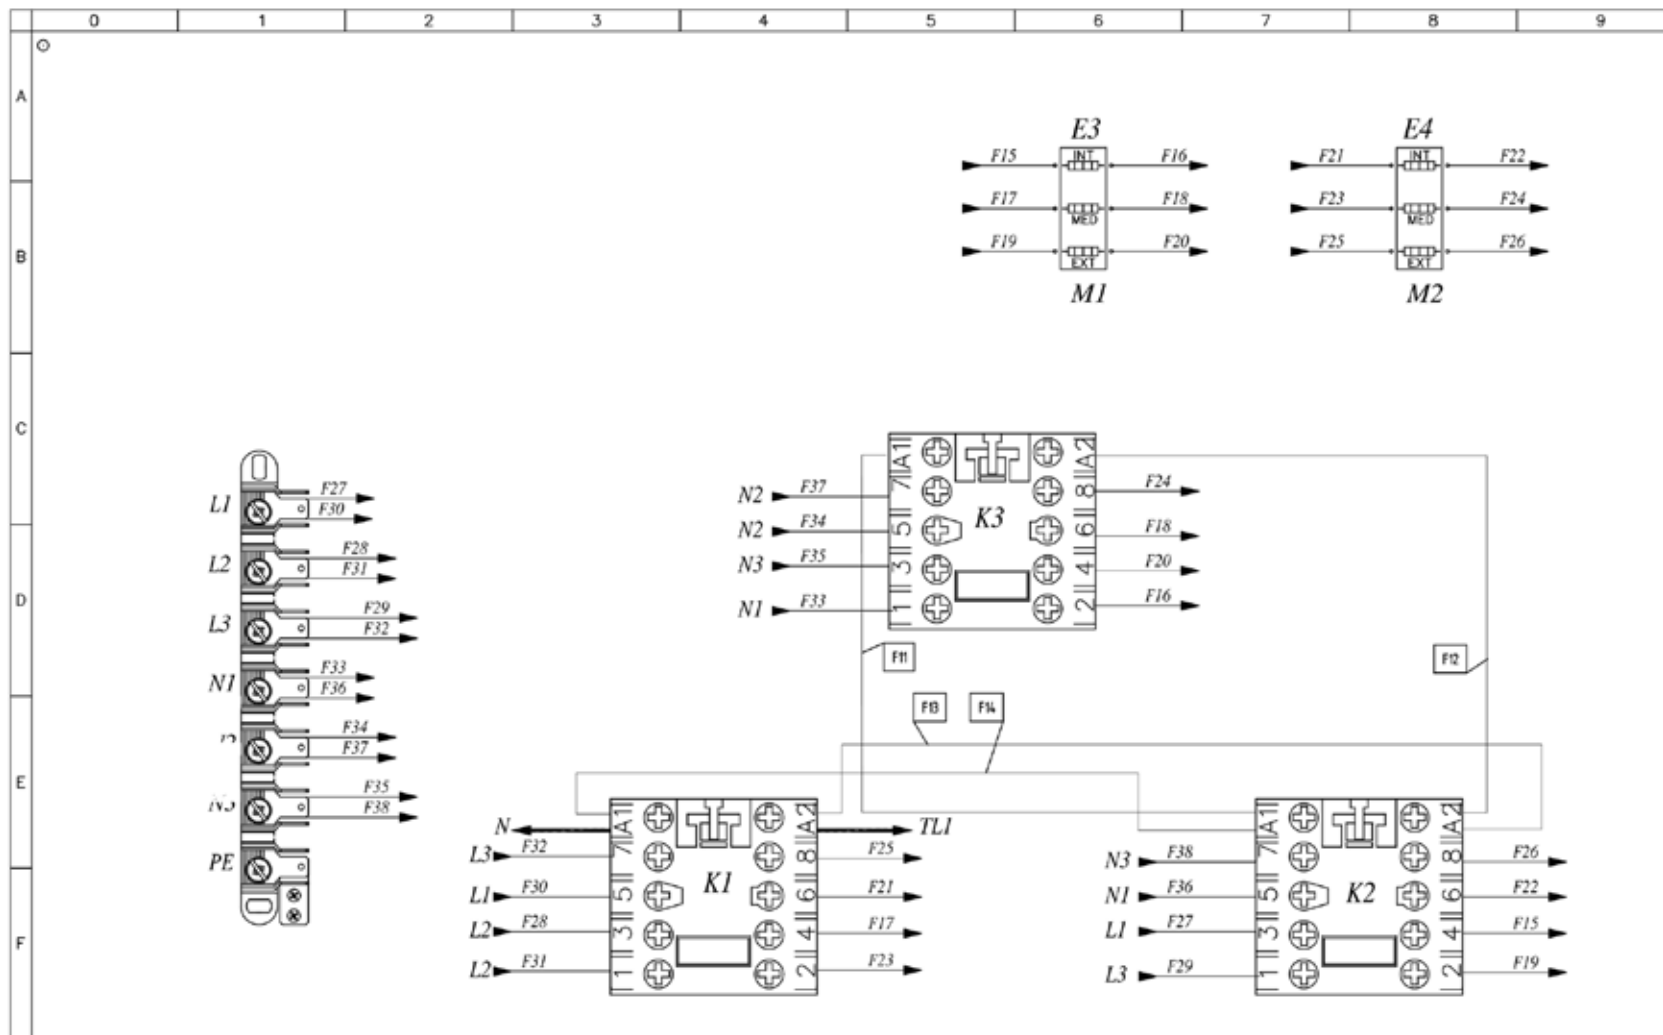 0 1 2 3 4 5 6 7 8 9
A
E3 E4
F15 INT F16 F21 INT F22
F17 MED F18 F23 MED F24
B
F19 EXT F20 F25 EXT F26
M1 M2
C
A1 A2
N2 F37 7 8 F24
L1 F27
F30
N2 F34 5 K3 6 F18
L2 F28
F31
N3 F35 3 4 F20
D
N1 F33 1 2 F16
L3 F29
F32
F11 F12
N1 F33
F36
F13 F14
F34
F37
E
F35
F38
A1 A2 A1 A2
N TL1
L3 F32 7 8 F25 N3 F38 7 8 F26
PE
L1 F30 5 K1 6 F21 N1 F36 5 K2 6 F22
L2 F28 3 4 F17 L1 F27 3 4 F15
F
L2 F31 1 2 F23 L3 F29 1 2 F19